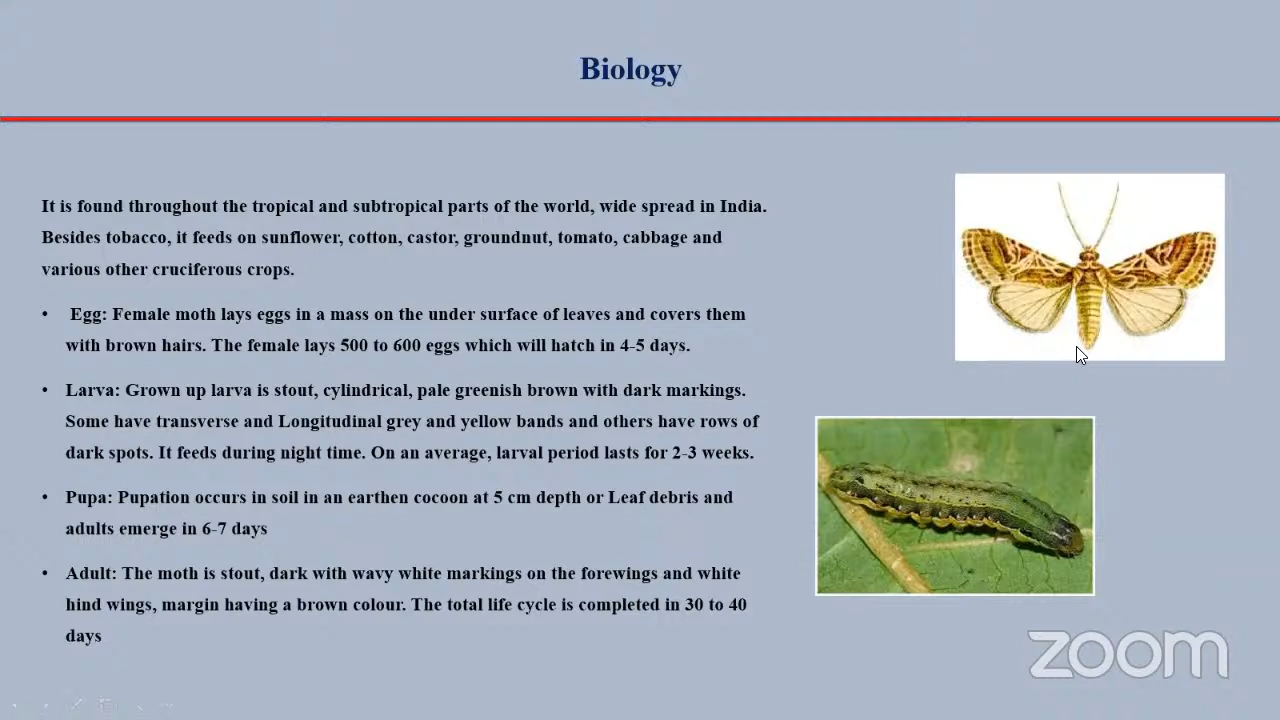 Biology
It is found throughout the tropical and subtropical parts of the world, wide spread in India.
Besides tobacco, it feeds on sunflower, cotton, castor, groundnut, tomato, cabbage and
various other cruciferous crops.
• Egg: Female moth lays eggs in a mass on the under surface of leaves and covers them
with brown hairs. The female lays 500 to 600 eggs which will hatch in 4-5 days.
• Larva: Grown up larva is stout, cylindrical, pale greenish brown with dark markings.
Some have transverse and Longitudinal grey and yellow bands and others have rows of
dark spots. It feeds during night time. On an average, larval period lasts for 2-3 weeks.
• Pupa: Pupation occurs in soil in an earthen cocoon at 5 cm depth or Leaf debris and
adults emerge in 6-7 days
• Adult: The moth is stout, dark with wavy white markings on the forewings and white
hind wings, margin having a brown colour. The total life cycle is completed in 30 to 40
days
zoom